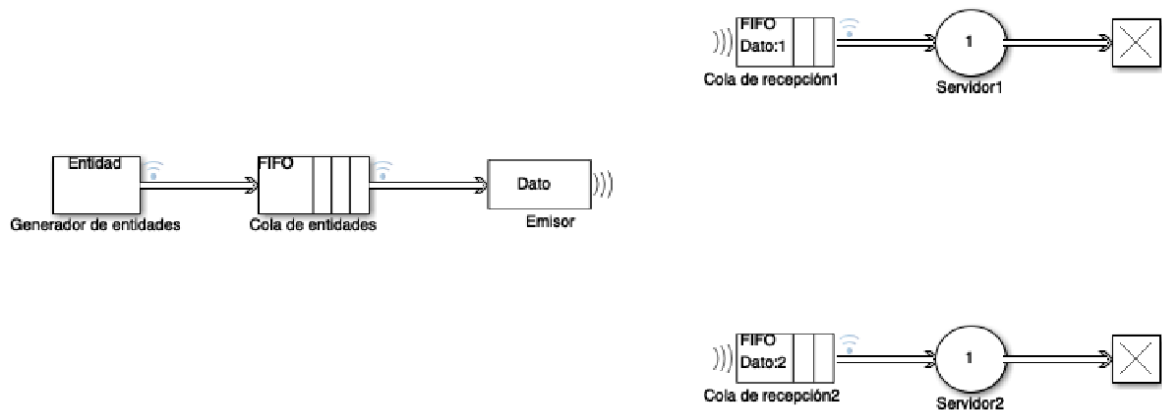 Entidad
Generador de entidades
FIFO
Cola de entidades
Dato
Emisor
FIFO
Dato:1
Cola de recepción1
1
Servidor1
FIFO
Dato:2
Cola de recepción2
1
Servidor2